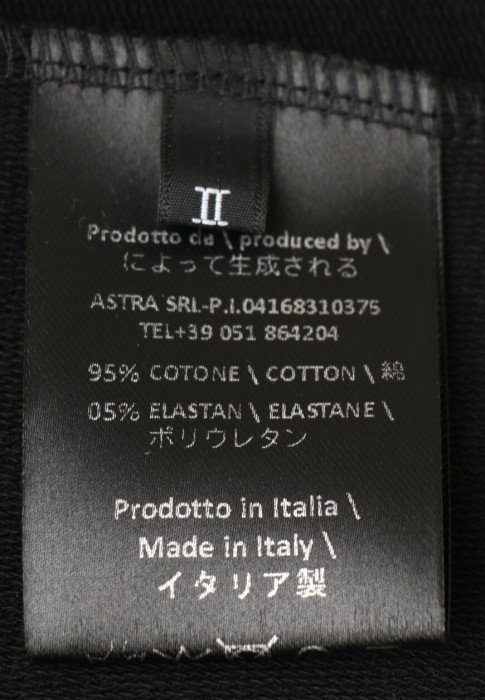 II
Prodotto da \ produced by \
によって生成される
ASTRA SRL-P.I.04168310375
TEL+39 051 864204
95% COTONE \ COTTON \ 綿
05% ELASTAN \ ELASTANE \
ポリウレタン
Prodotto in Italia \
Made in Italy \
イタリア製